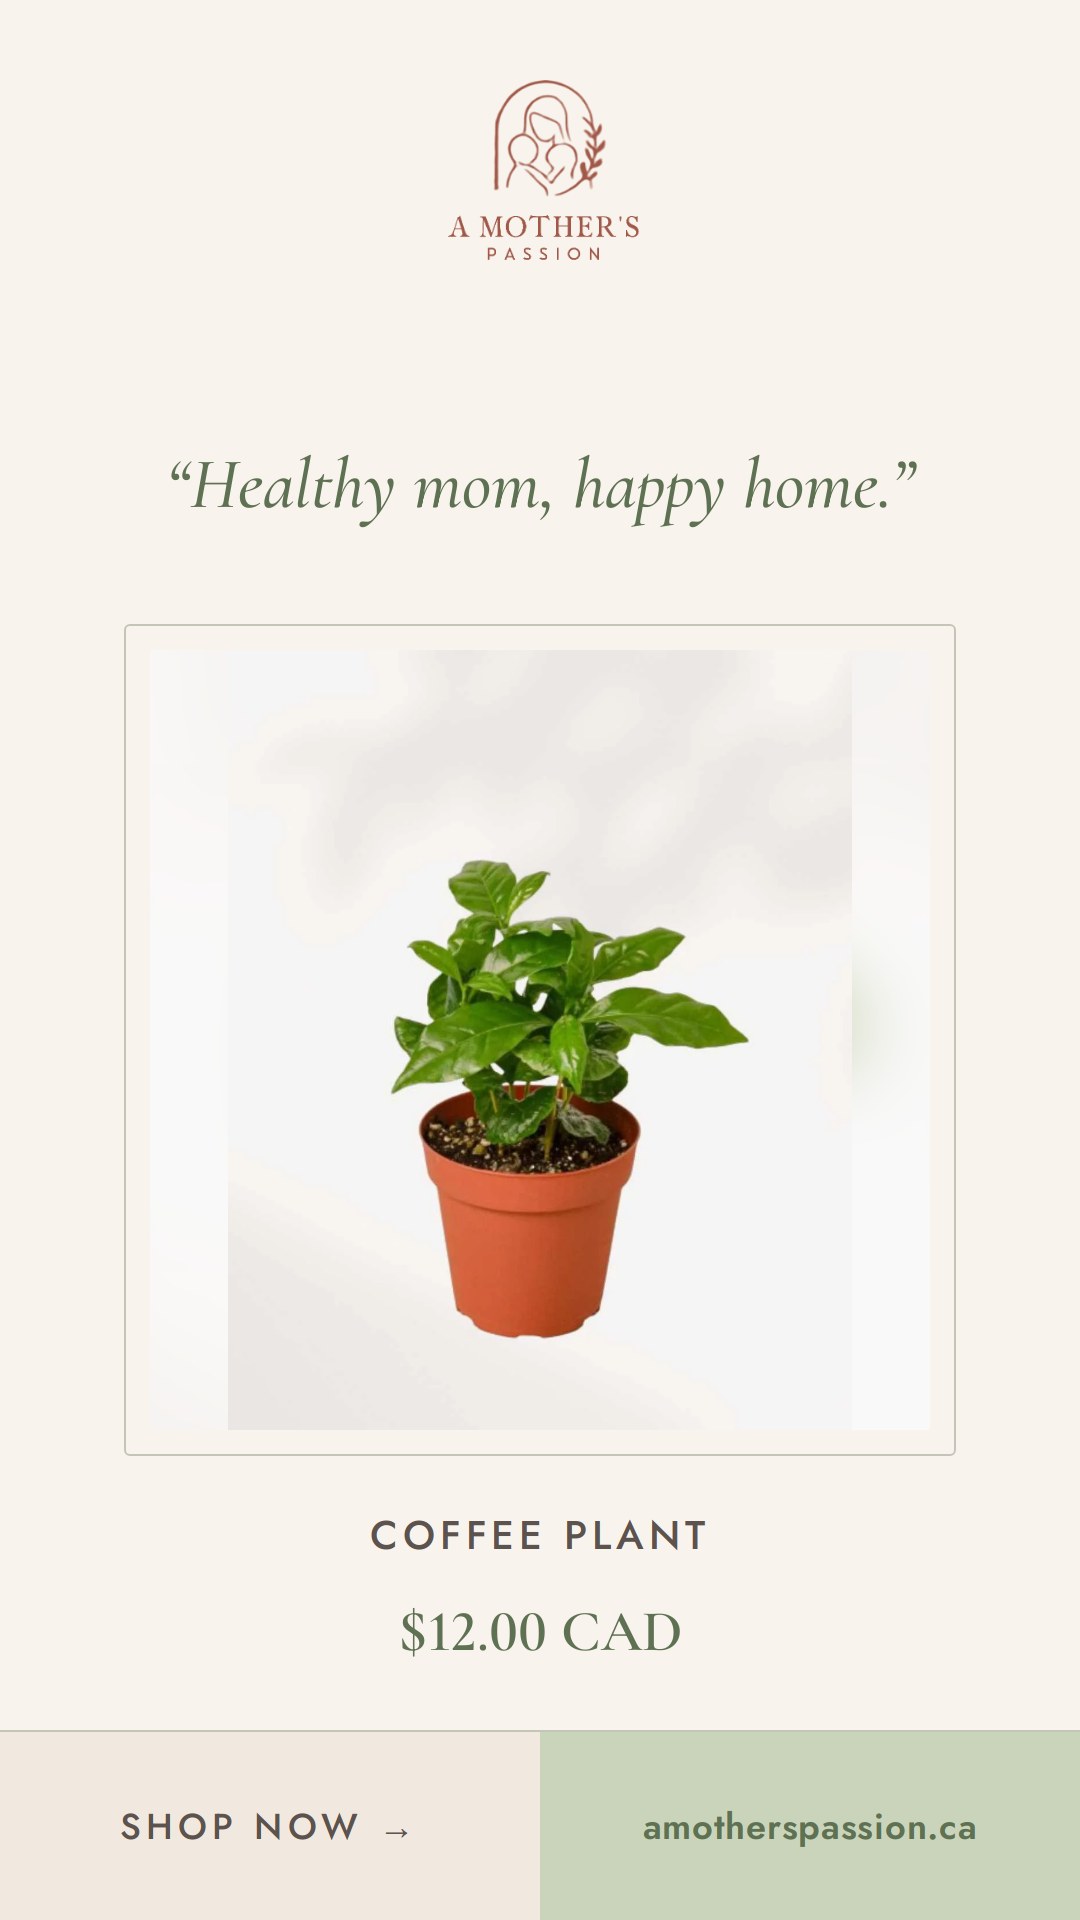 A MOTHER'S
PASSION
“Healthy mom, happy home.”
COFFEE PLANT
$12.00 CAD
SHOP NOW →
amotherspassion.ca